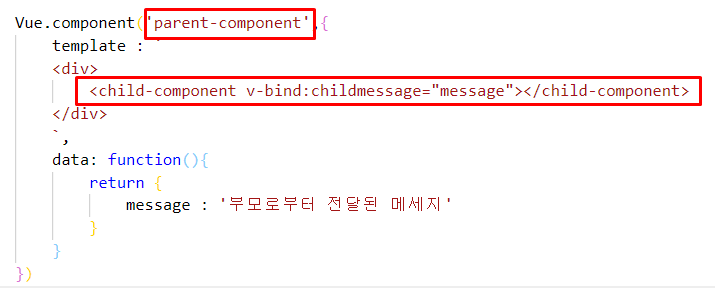 Vue.component('parent-component',{
template : `
<div>
<child-component v-bind:childmessage="message"></child-component>
</div>
`,
data: function(){
return {
message : '부모로부터 전달된 메세지'
}
}
})